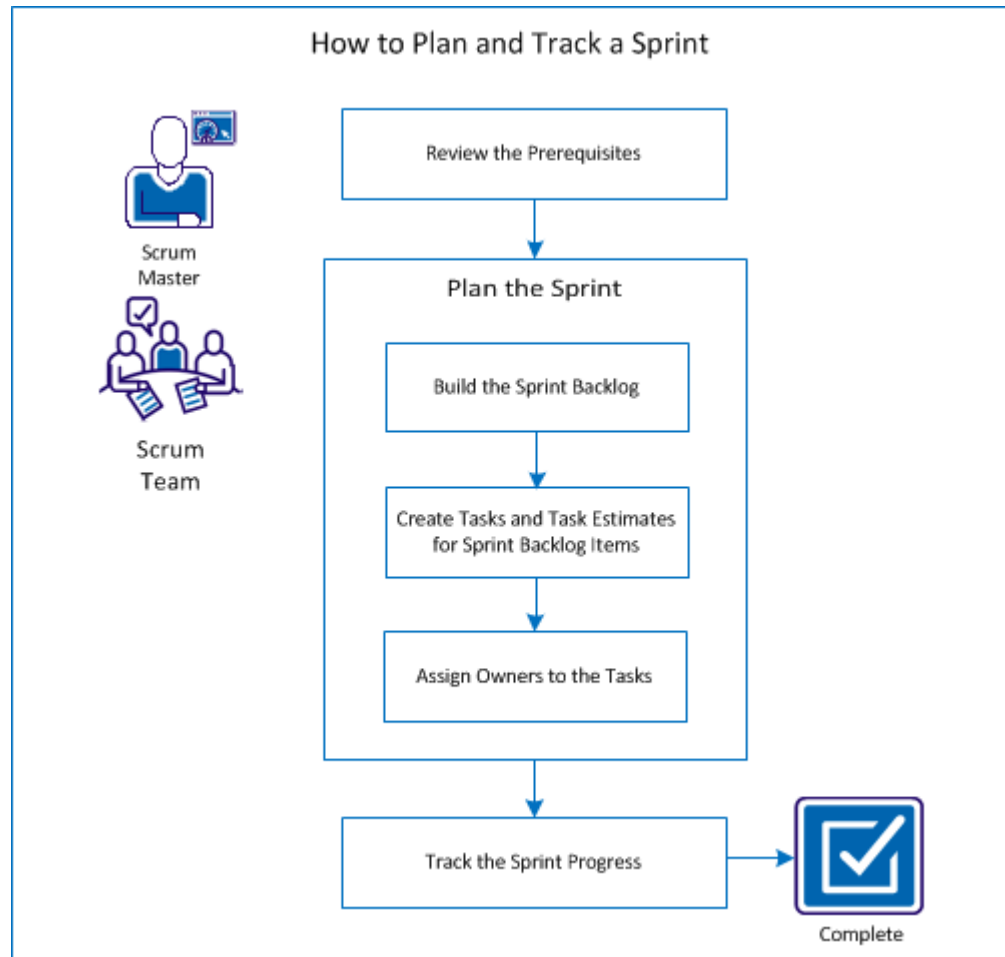 How to Plan and Track a Sprint
Scrum
Master
Scrum
Team
Review the Prerequisites
Plan the Sprint
Build the Sprint Backlog
Create Tasks and Task Estimates
for Sprint Backlog Items
Assign Owners to the Tasks
Track the Sprint Progress
Complete